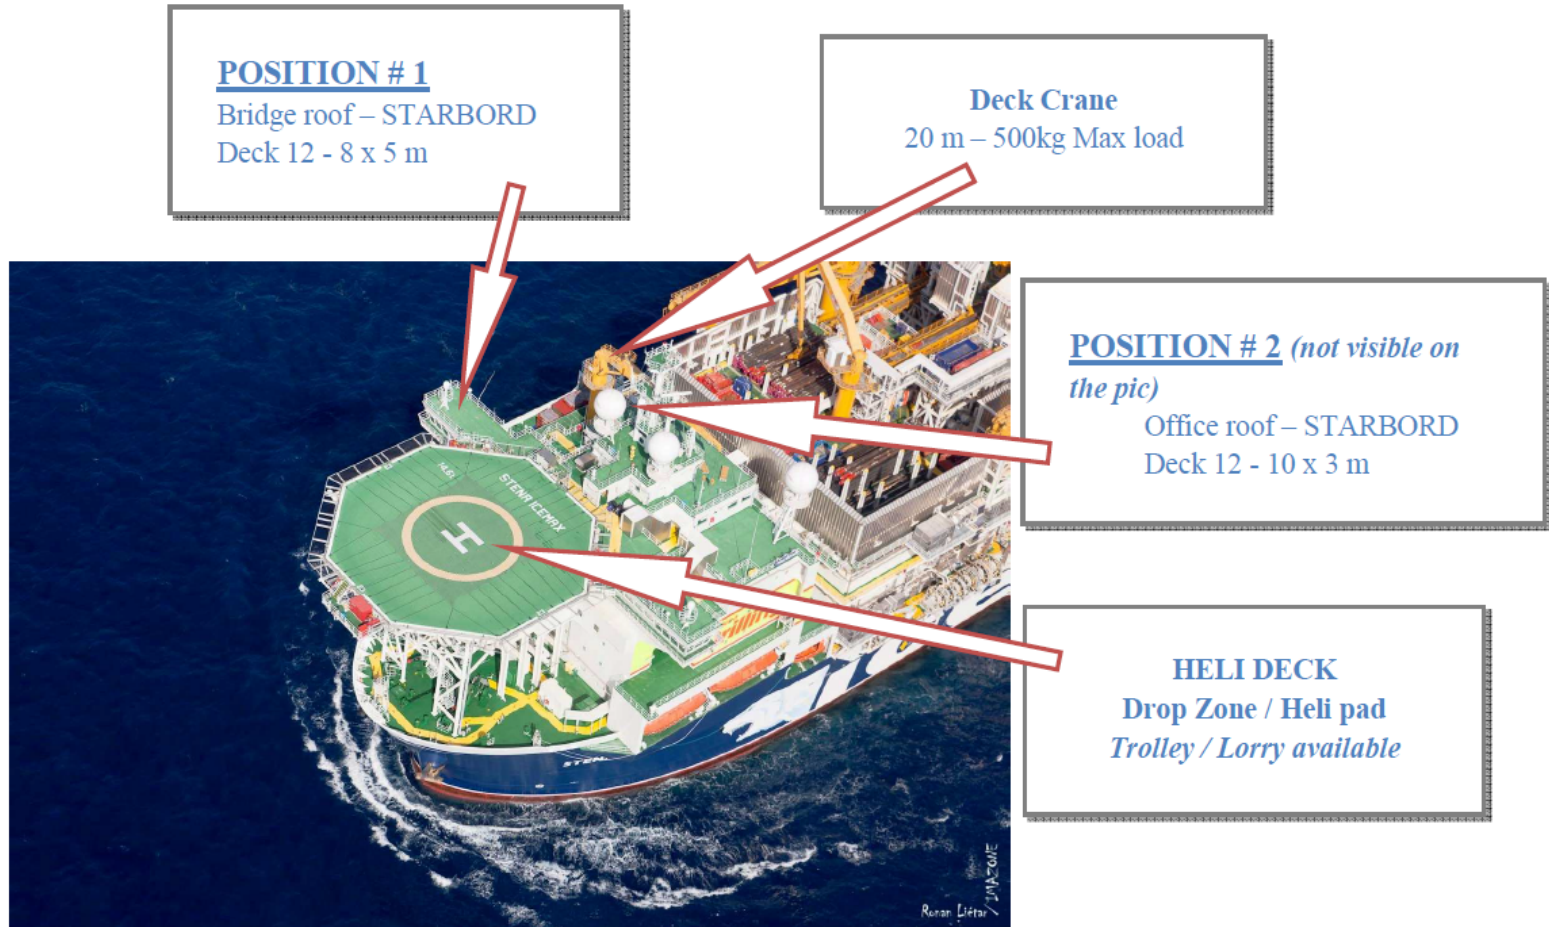 POSITION # 1
Bridge roof – STARBORD
Deck 12 - 8 x 5 m
Deck Crane
20 m – 500kg Max load
POSITION # 2 (not visible on
the pic)
Office roof – STARBORD
Deck 12 - 10 x 3 m
HELI DECK
Drop Zone / Heli pad
Trolley / Lorry available
STENA ICEMAX
H
STEN
Ronan Liétar / IMAZONE